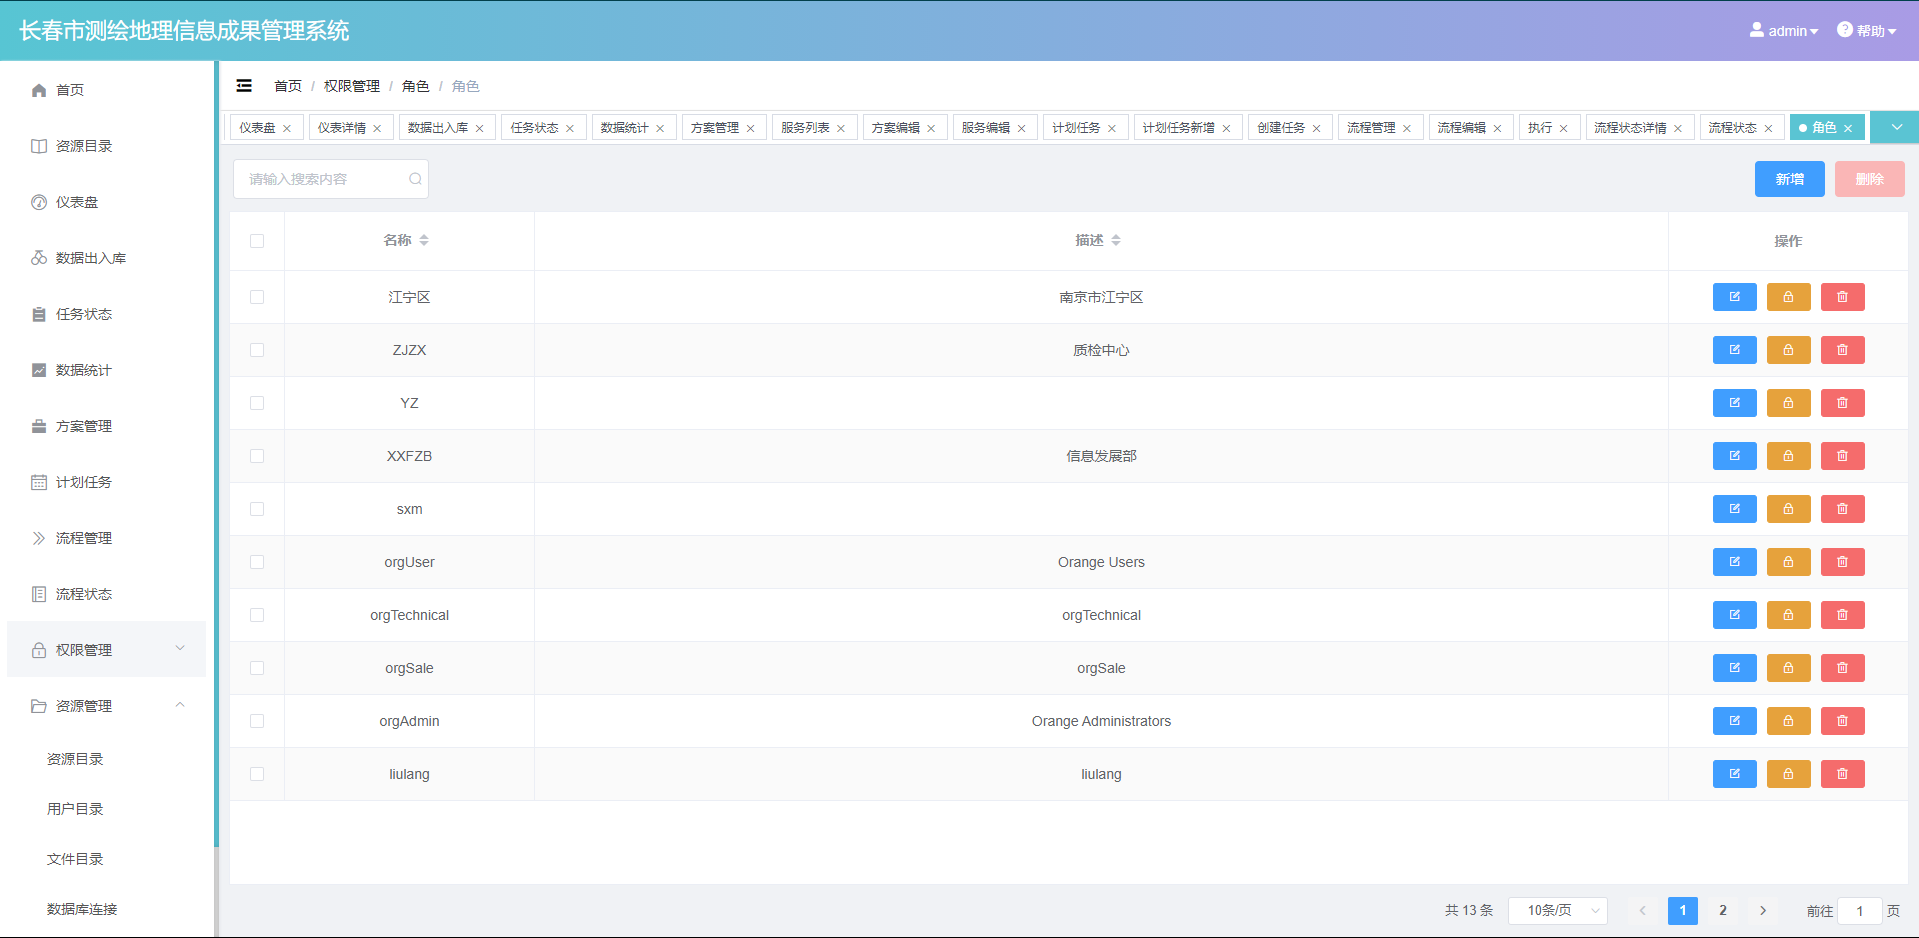 长春市测绘地理信息成果管理系统
admin
帮助
首页
资源目录
仪表盘
数据出入库
任务状态
数据统计
方案管理
计划任务
流程管理
流程状态
权限管理
资源管理
资源目录
用户目录
文件目录
数据库连接
首页 / 权限管理 / 角色 / 角色
仪表盘 仪表详情 数据出入库 任务状态 数据统计 方案管理 服务列表 方案编辑 服务编辑 计划任务 计划任务新增 创建任务 流程管理 流程编辑 执行 流程状态详情 流程状态 角色
请输入搜索内容
新增 删除
名称 描述 操作
江宁区 南京市江宁区
ZJZX 质检中心
YZ
XXFZB 信息发展部
sxm
orgUser Orange Users
orgTechnical orgTechnical
orgSale orgSale
orgAdmin Orange Administrators
liulang liulang
共 13 条 10条/页 1 2 前往 1 页